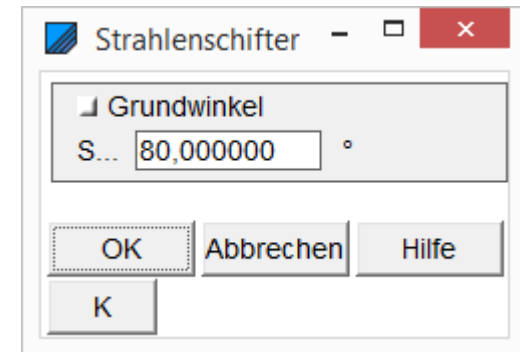 Strahlenschifter
Grundwinkel
S... 80,000000 °
OK Abbrechen Hilfe
K